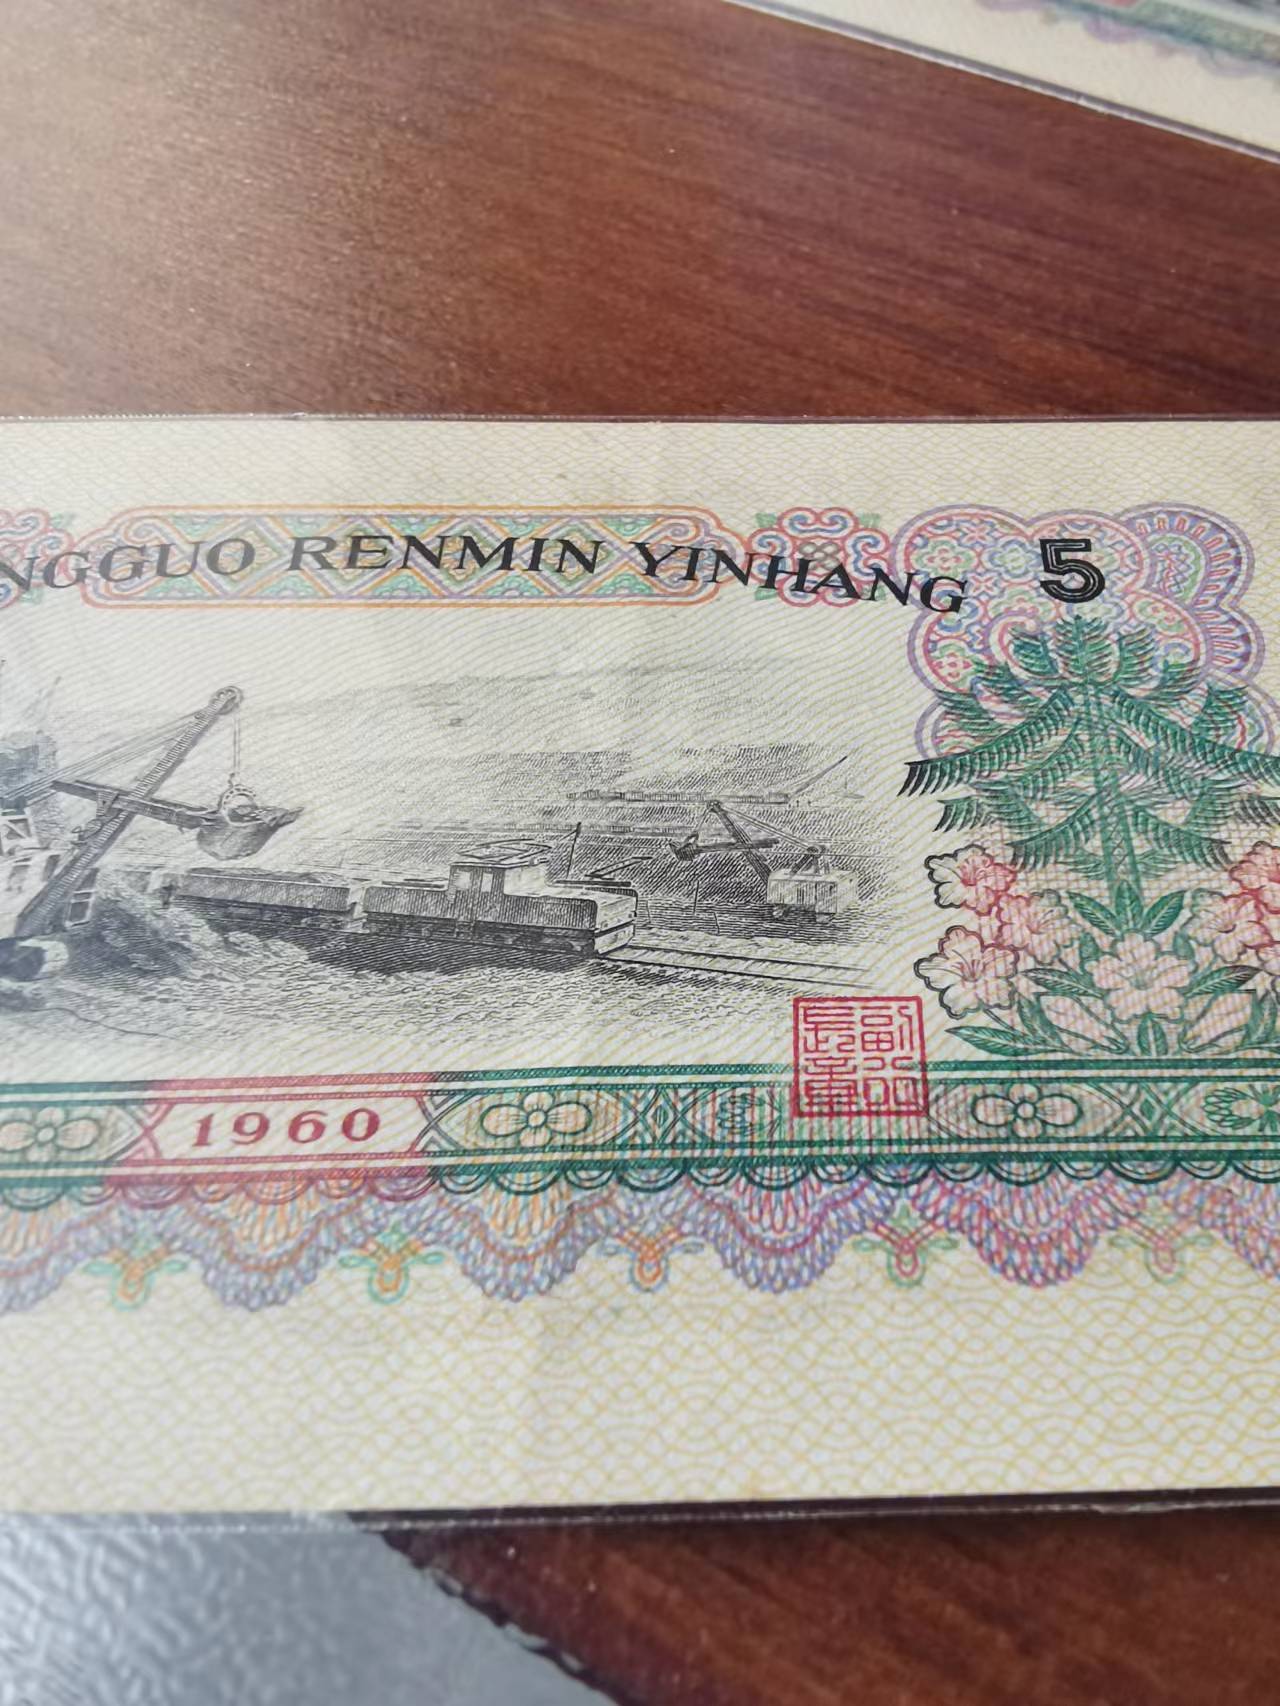 NGGUO RENMIN YINHANG
5
副行
長章
1960